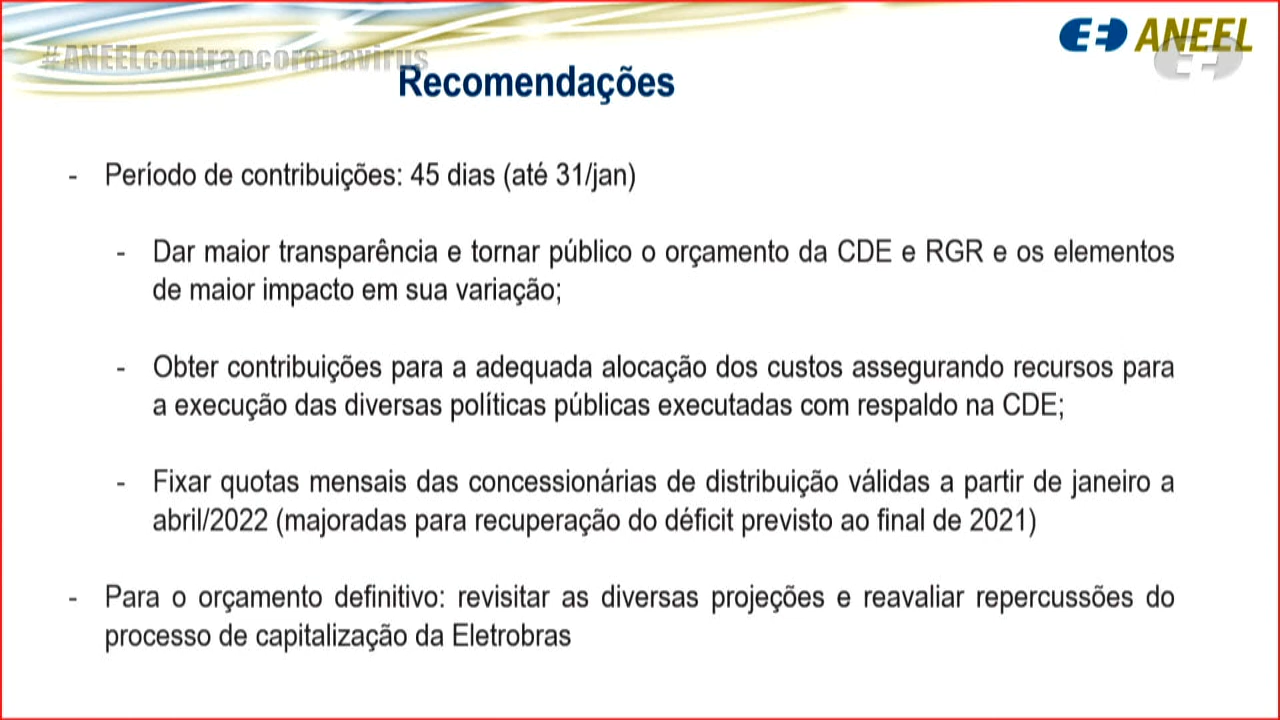 #ANEELcontraocoronavirus
ANEEL
Recomendações
- Período de contribuições: 45 dias (até 31/jan)
- Dar maior transparência e tornar público o orçamento da CDE e RGR e os elementos
de maior impacto em sua variação;
- Obter contribuições para a adequada alocação dos custos assegurando recursos para
a execução das diversas políticas públicas executadas com respaldo na CDE;
- Fixar quotas mensais das concessionárias de distribuição válidas a partir de janeiro a
abril/2022 (majoradas para recuperação do déficit previsto ao final de 2021)
- Para o orçamento definitivo: revisitar as diversas projeções e reavaliar repercussões do
processo de capitalização da Eletrobras